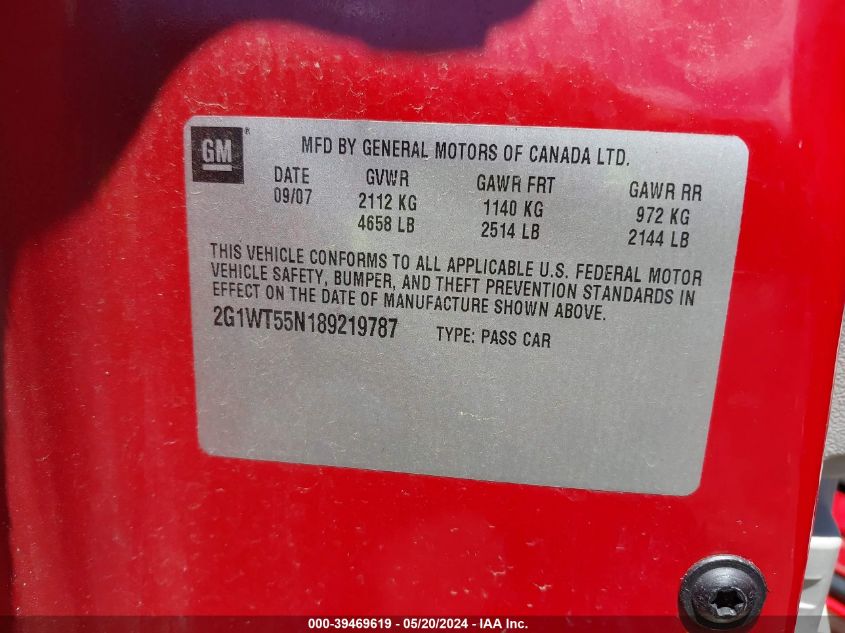 GM ® MFD BY GENERAL MOTORS OF CANADA LTD.
DATE GVWR GAWR FRT GAWR RR
09/07 2112 KG 1140 KG 972 KG
4658 LB 2514 LB 2144 LB
THIS VEHICLE CONFORMS TO ALL APPLICABLE U.S. FEDERAL MOTOR
VEHICLE SAFETY, BUMPER, AND THEFT PREVENTION STANDARDS IN
EFFECT ON THE DATE OF MANUFACTURE SHOWN ABOVE.
2G1WT55N189219787 TYPE: PASS CAR
000-39469619 - 05/20/2024 - IAA Inc.